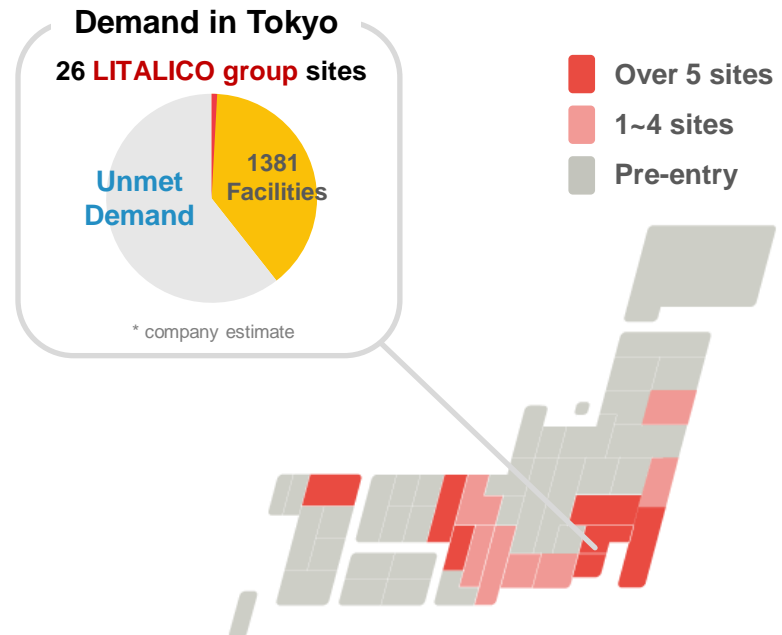 Demand in Tokyo
26 LITALICO group sites
1381
Facilities
Unmet
Demand
* company estimate
Over 5 sites
1~4 sites
Pre-entry